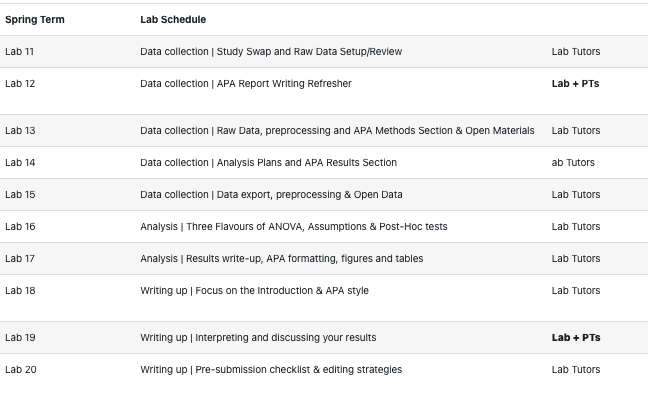 Spring Term Lab Schedule
Lab 11 Data collection | Study Swap and Raw Data Setup/Review Lab Tutors
Lab 12 Data collection | APA Report Writing Refresher Lab + PTs
Lab 13 Data collection | Raw Data, preprocessing and APA Methods Section & Open Materials Lab Tutors
Lab 14 Data collection | Analysis Plans and APA Results Section ab Tutors
Lab 15 Data collection | Data export, preprocessing & Open Data Lab Tutors
Lab 16 Analysis | Three Flavours of ANOVA, Assumptions & Post-Hoc tests Lab Tutors
Lab 17 Analysis | Results write-up, APA formatting, figures and tables Lab Tutors
Lab 18 Writing up | Focus on the Introduction & APA style Lab Tutors
Lab 19 Writing up | Interpreting and discussing your results Lab + PTs
Lab 20 Writing up | Pre-submission checklist & editing strategies Lab Tutors